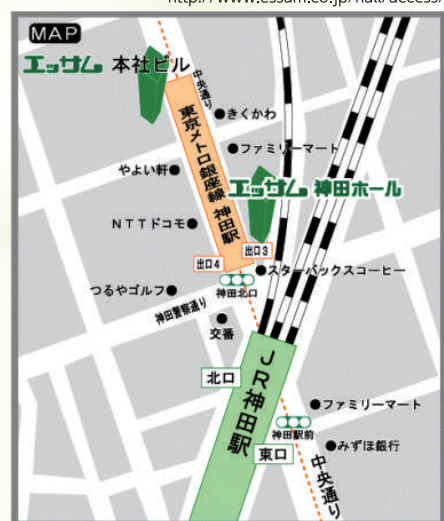 http://www.essam.co.jp/hall/access/
MAP
エッサム 本社ビル
中央通り
きくかわ
東京メトロ銀座線 神田駅
ファミリーマート
やよい軒
エッサム 神田ホール
NTTドコモ
出口4
出口3
スターバックスコーヒー
神田北口
つるやゴルフ
神田警察通り
交番
JR神田駅
北口
ファミリーマート
神田駅前
みずほ銀行
東口
中央通り